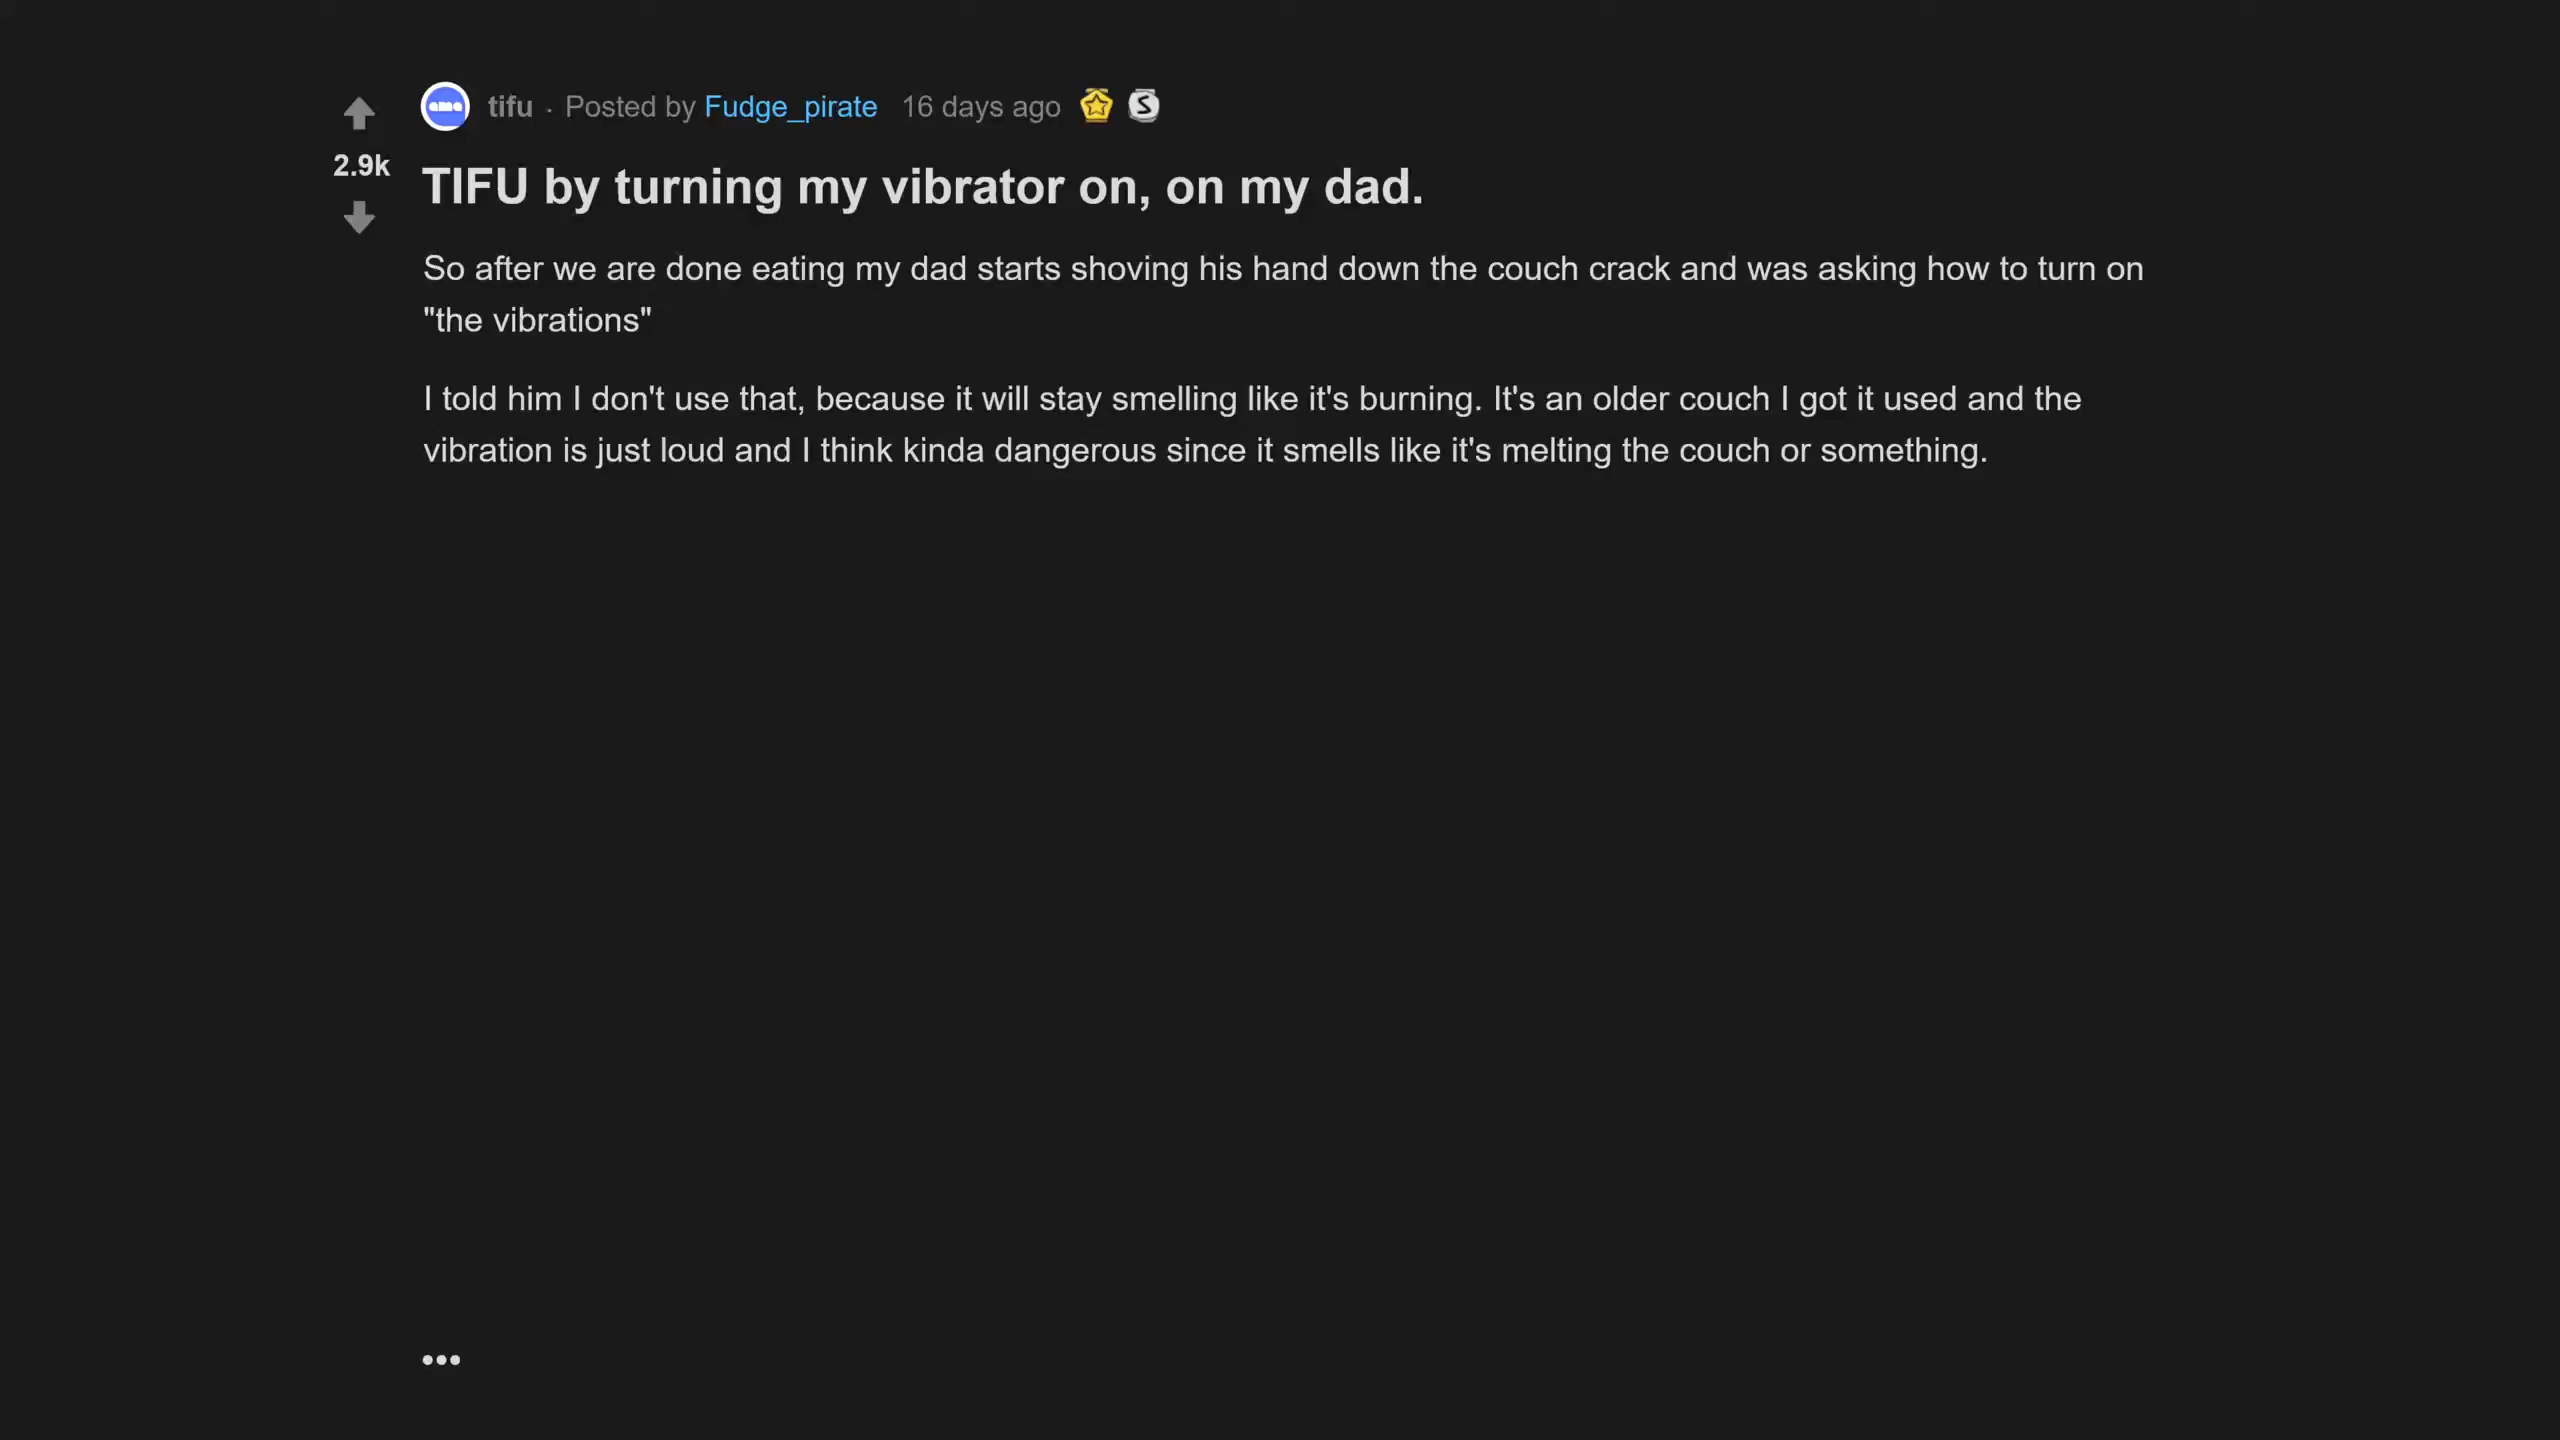 tifu · Posted by Fudge_pirate 16 days ago
2.9k
TIFU by turning my vibrator on, on my dad.
So after we are done eating my dad starts shoving his hand down the couch crack and was asking how to turn on
"the vibrations"
I told him I don't use that, because it will stay smelling like it's burning. It's an older couch I got it used and the
vibration is just loud and I think kinda dangerous since it smells like it's melting the couch or something.
•••